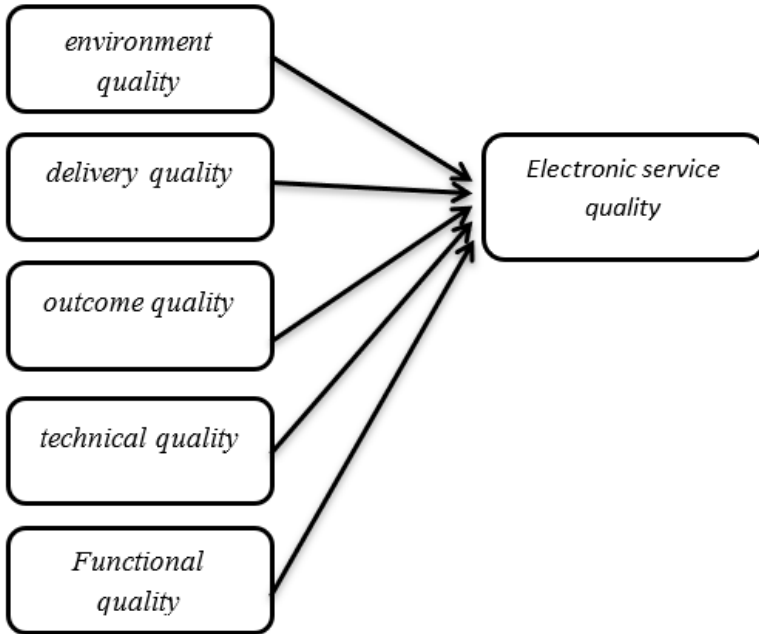 environment
quality
delivery quality
outcome quality
technical quality
Functional
quality
Electronic service
quality